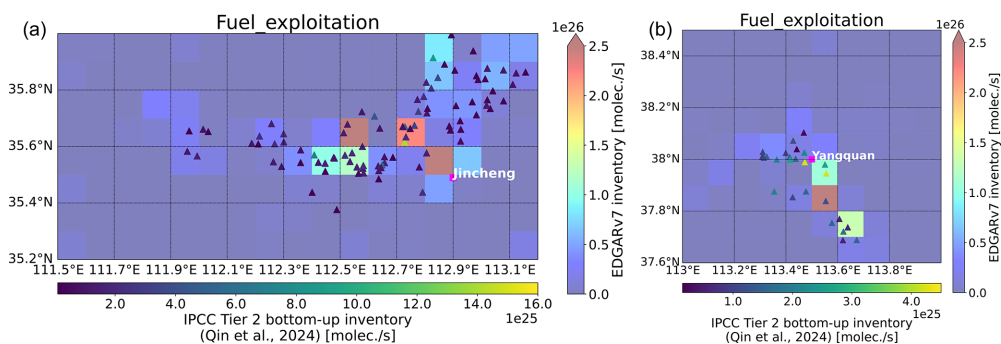 (a)
Fuel_exploitation
1e26
35.8°N
35.6°N
35.4°N
35.2°N
111.5°E 111.7°E 111.9°E 112.1°E 112.3°E 112.5°E 112.7°E 112.9°E 113.1°E
Jincheng
2.5
2.0
1.5
1.0
0.5
0.0
EDGARv7 inventory [molec./s]
2.0 4.0 6.0 8.0 10.0 12.0 14.0 16.0
1e25
IPCC Tier 2 bottom-up inventory
(Qin et al., 2024) [molec./s]
(b)
Fuel_exploitation
1e26
38.4°N
38.2°N
38°N
37.8°N
37.6°N
113°E 113.2°E 113.4°E 113.6°E 113.8°E
Yangquan
2.5
2.0
1.5
1.0
0.5
0.0
EDGARv7 inventory [molec./s]
1.0 2.0 3.0 4.0
1e25
IPCC Tier 2 bottom-up inventory
(Qin et al., 2024) [molec./s]